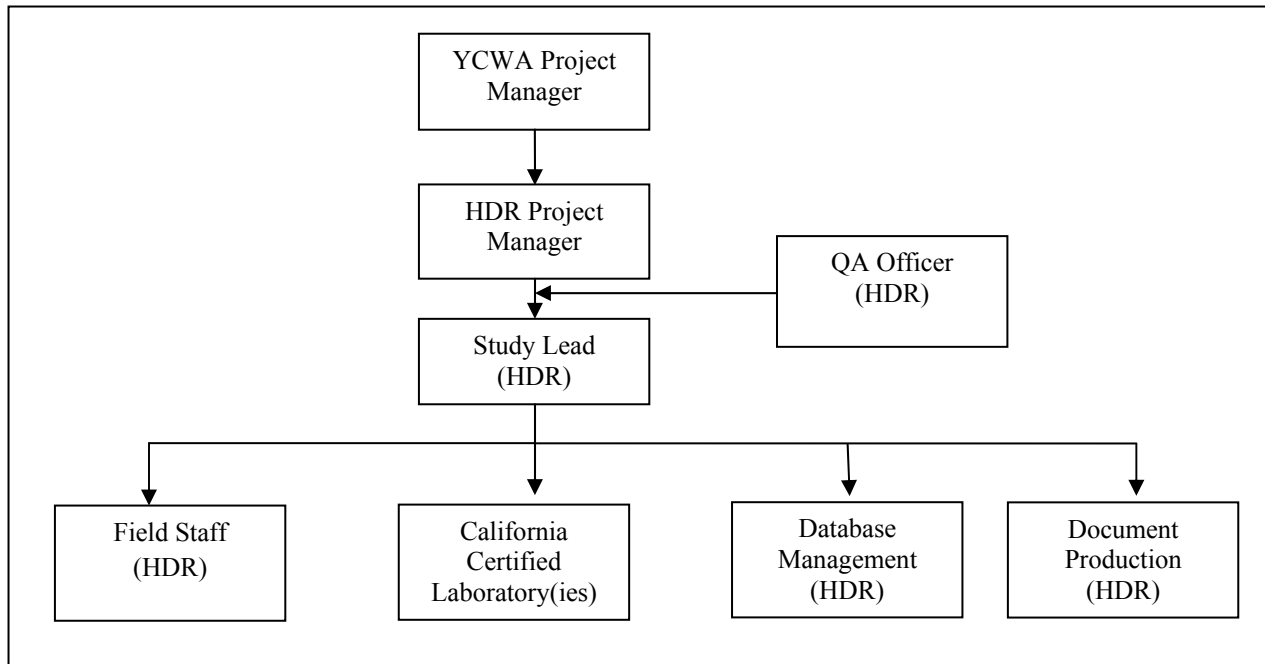 YCWA Project
Manager
HDR Project
Manager
QA Officer
(HDR)
Study Lead
(HDR)
Field Staff
(HDR)
California
Certified
Laboratory(ies)
Database
Management
(HDR)
Document
Production
(HDR)